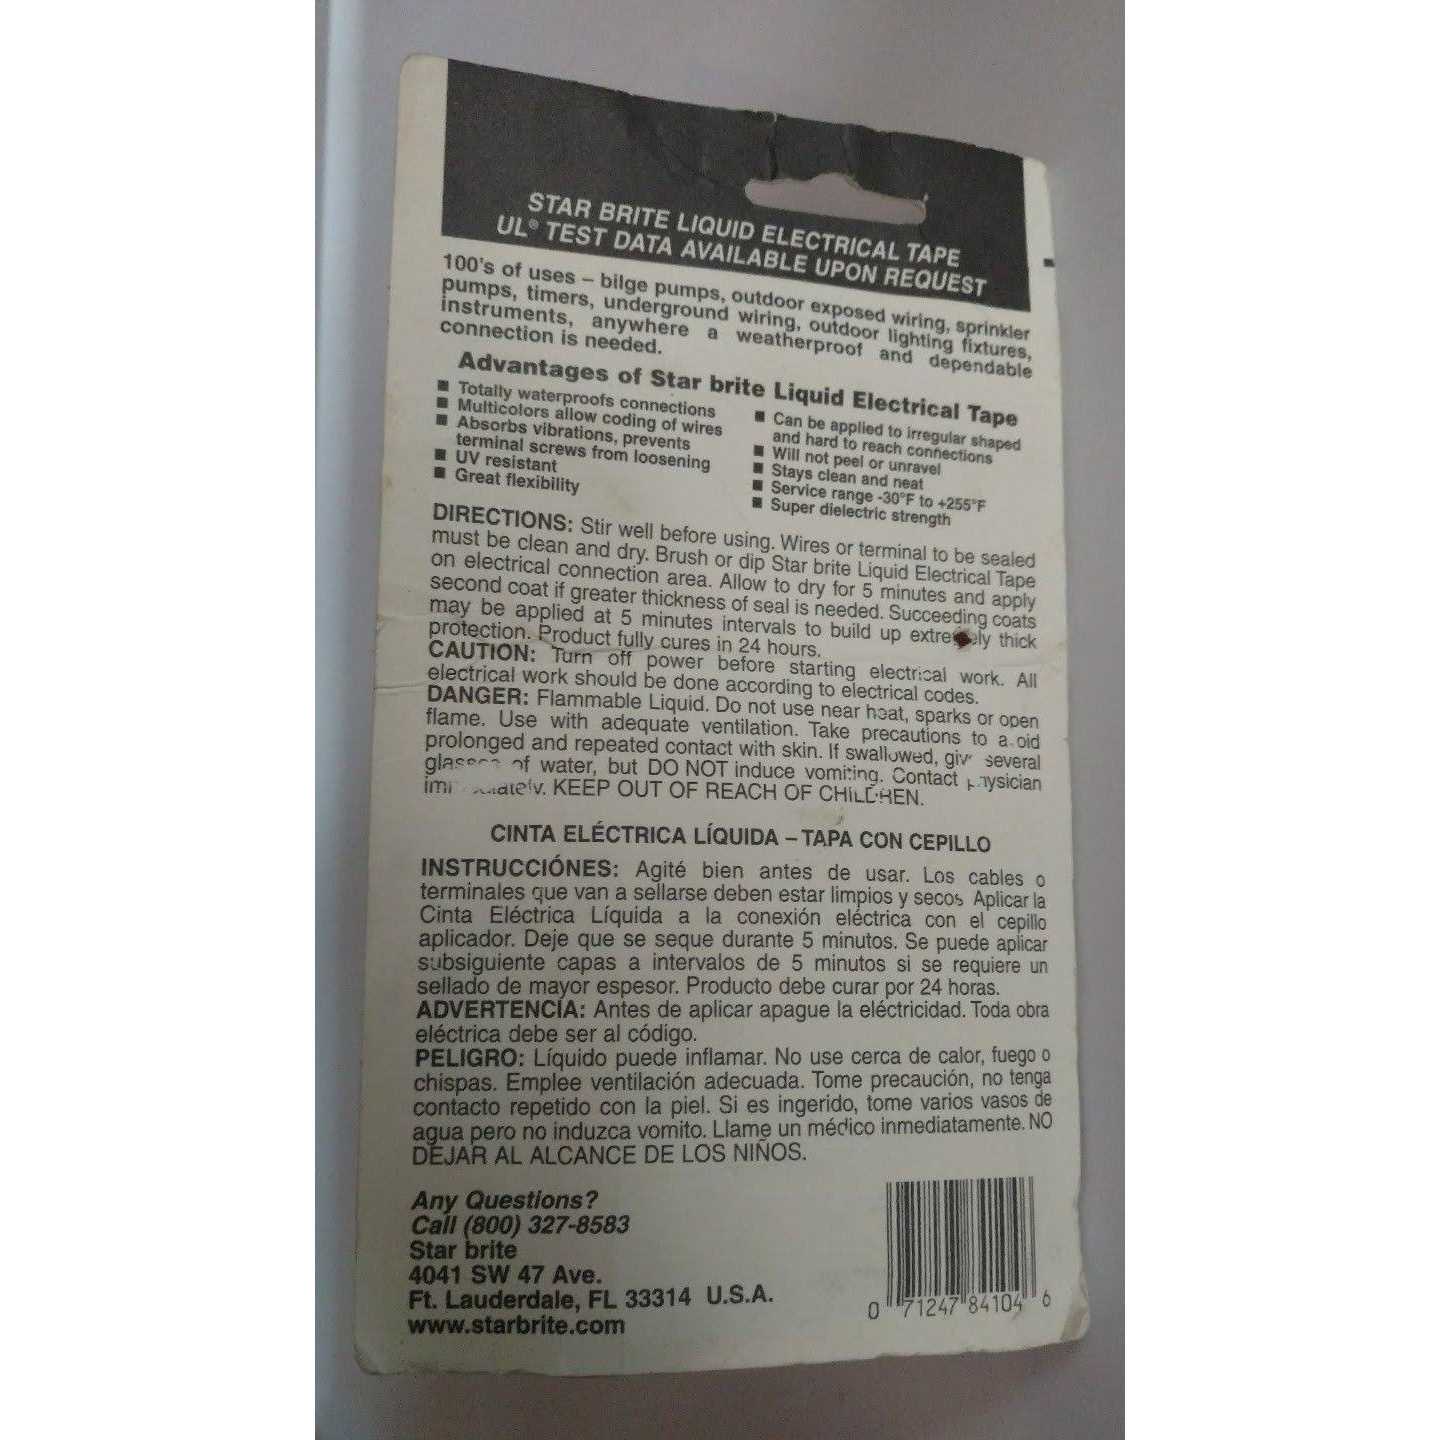 STAR BRITE LIQUID ELECTRICAL TAPE
UL® TEST DATA AVAILABLE UPON REQUEST
100's of uses – bilge pumps, outdoor exposed wiring, sprinkler
pumps, timers, underground wiring, outdoor lighting fixtures,
instruments, anywhere a weatherproof and dependable
connection is needed.
Advantages of Star brite Liquid Electrical Tape
■ Totally waterproofs connections
■ Multicolors allow coding of wires
■ Absorbs vibrations, prevents
terminal screws from loosening
■ UV resistant
■ Great flexibility
■ Can be applied to irregular shaped
and hard to reach connections
■ Will not peel or unravel
■ Stays clean and neat
■ Service range -30°F to +255°F
■ Super dielectric strength
DIRECTIONS: Stir well before using. Wires or terminal to be sealed
must be clean and dry. Brush or dip Star brite Liquid Electrical Tape
on electrical connection area. Allow to dry for 5 minutes and apply
second coat if greater thickness of seal is needed. Succeeding coats
may be applied at 5 minutes intervals to build up extremely thick
protection. Product fully cures in 24 hours.
CAUTION: Turn off power before starting electrical work. All
electrical work should be done according to electrical codes.
DANGER: Flammable Liquid. Do not use near heat, sparks or open
flame. Use with adequate ventilation. Take precautions to avoid
prolonged and repeated contact with skin. If swallowed, give several
glasses of water, but DO NOT induce vomiting. Contact physician
immediately. KEEP OUT OF REACH OF CHILDREN.
CINTA ELÉCTRICA LÍQUIDA – TAPA CON CEPILLO
INSTRUCCIÓNES: Agité bien antes de usar. Los cables o
terminales que van a sellarse deben estar limpios y secos Aplicar la
Cinta Eléctrica Líquida a la conexión eléctrica con el cepillo
aplicador. Deje que se seque durante 5 minutos. Se puede aplicar
subsiguiente capas a intervalos de 5 minutos si se requiere un
sellado de mayor espesor. Producto debe curar por 24 horas.
ADVERTENCÍA: Antes de aplicar apague la eléctricidad. Toda obra
eléctrica debe ser al código.
PELIGRO: Líquido puede inflamar. No use cerca de calor, fuego o
chispas. Emplee ventilación adecuada. Tome precaución, no tenga
contacto repetido con la piel. Si es ingerido, tome varios vasos de
agua pero no induzca vomito. Llame un médico inmediatamente. NO
DEJAR AL ALCANCE DE LOS NIÑOS.
Any Questions?
Call (800) 327-8583
Star brite
4041 SW 47 Ave.
Ft. Lauderdale, FL 33314 U.S.A.
www.starbrite.com
0 71247 84104 6